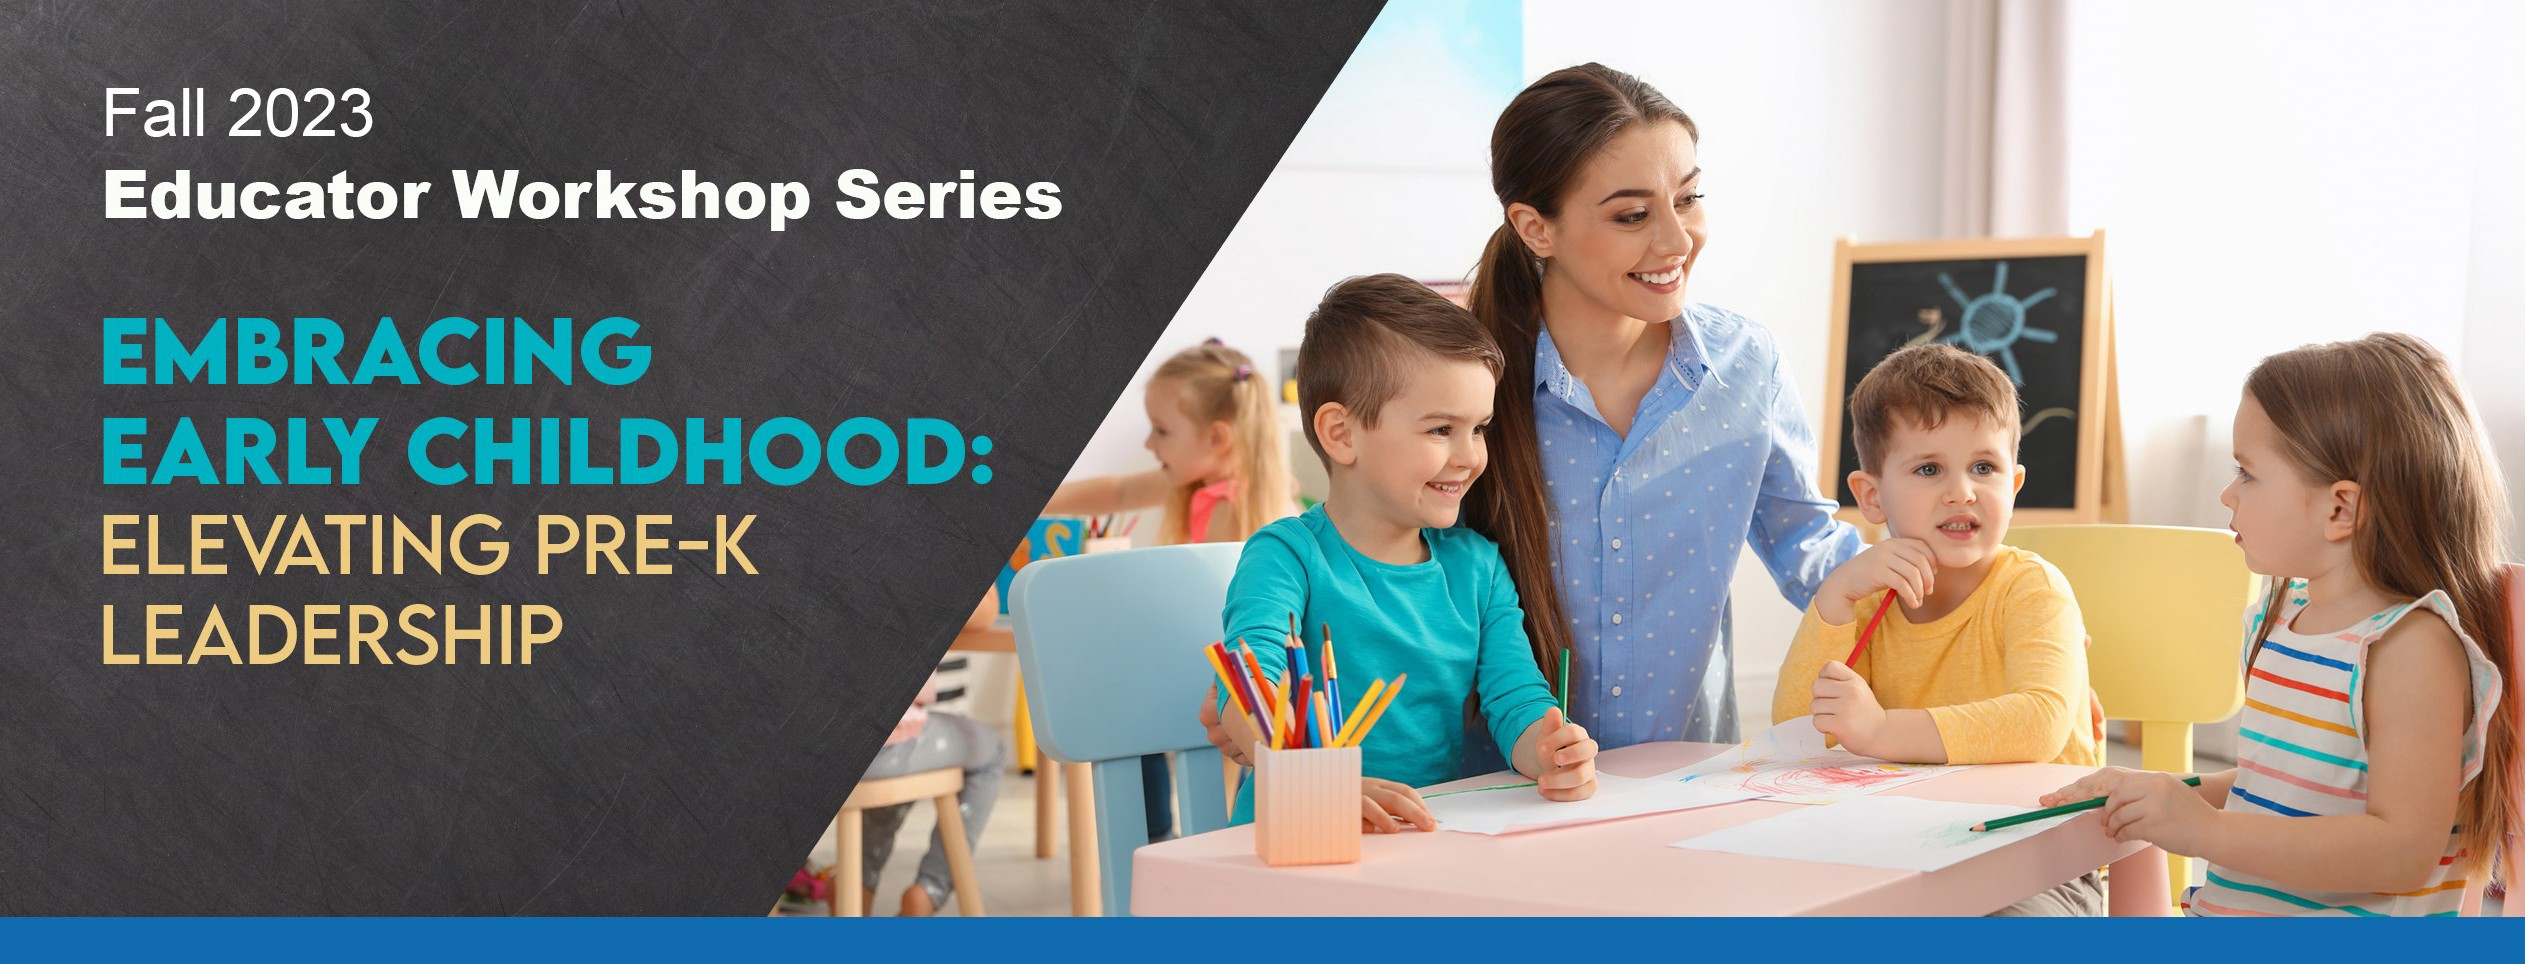 Fall 2023
Educator Workshop Series
EMBRACING
EARLY CHILDHOOD:
ELEVATING PRE-K
LEADERSHIP